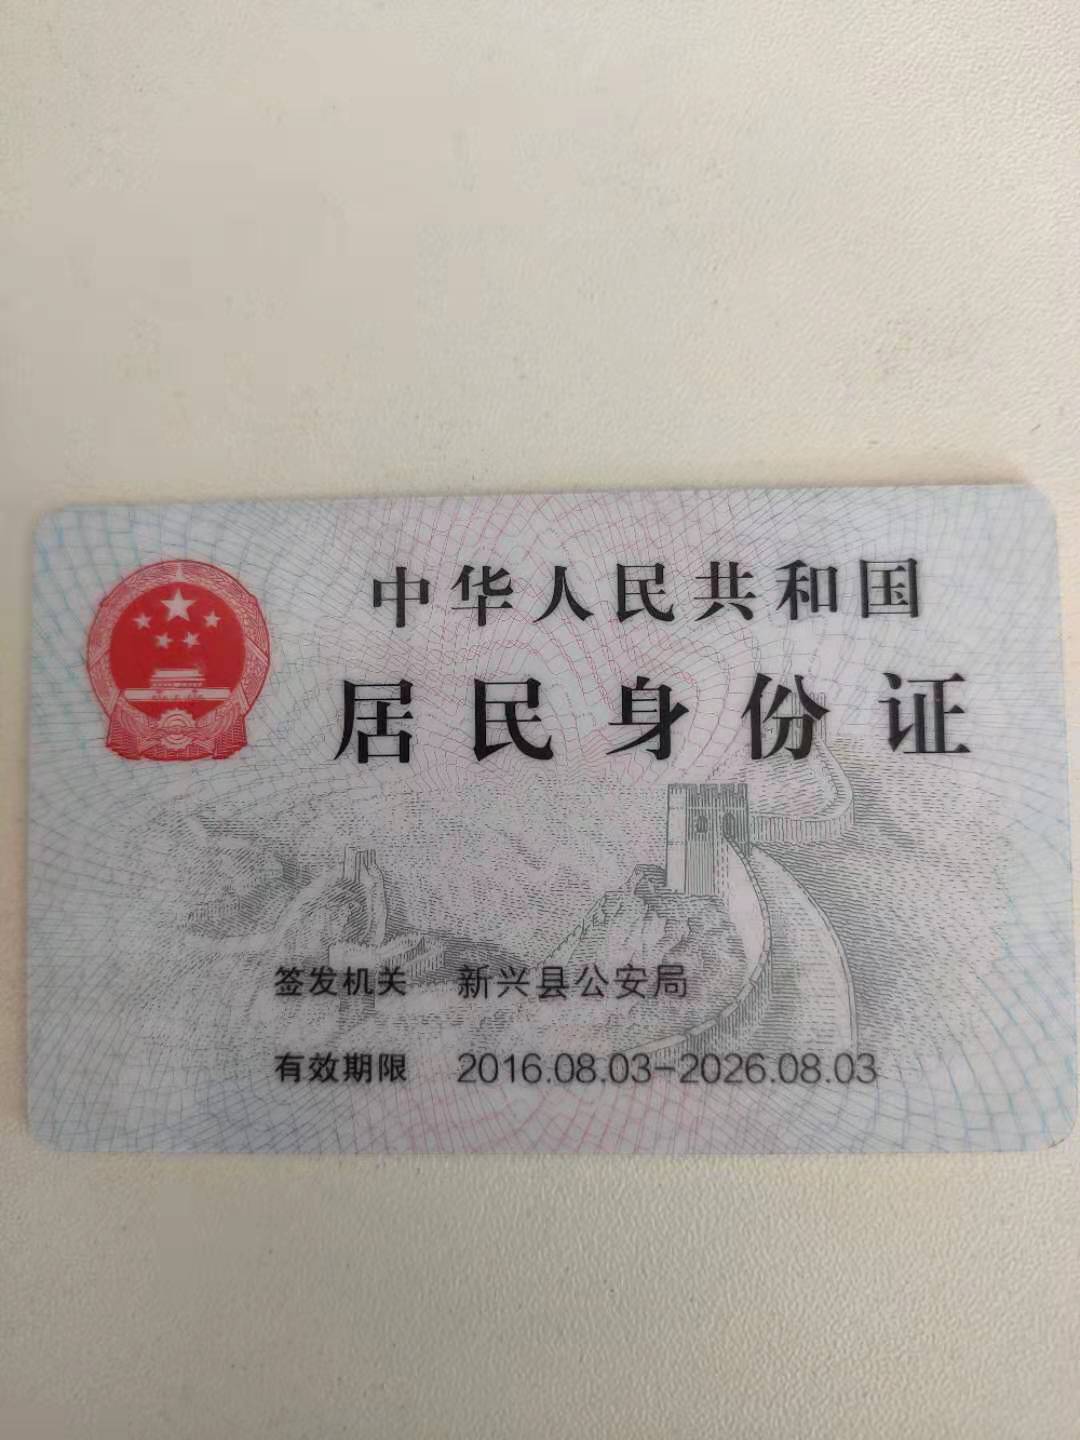 中华人民共和国
居民身份证
签发机关 新兴县公安局
有效期限 2016.08.03-2026.08.03